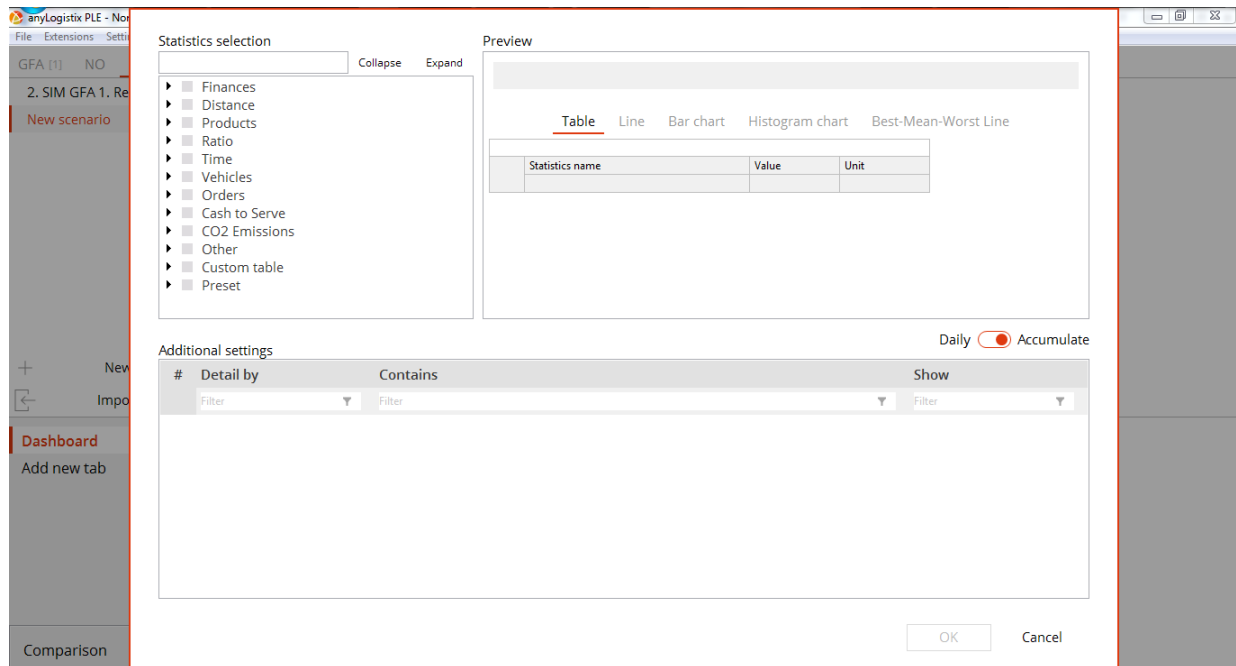 anyLogistix PLE - Nor
File Extensions Setti
GFA [1] NO
2. SIM GFA 1. Re
New scenario
New
Impo
Dashboard
Add new tab
Comparison
Statistics selection
Collapse Expand
Finances
Distance
Products
Ratio
Time
Vehicles
Orders
Cash to Serve
CO2 Emissions
Other
Custom table
Preset
Preview
Table Line Bar chart Histogram chart Best-Mean-Worst Line
Statistics name Value Unit
Daily Accumulate
Additional settings
# Detail by Contains Show
Filter Filter Filter
OK Cancel